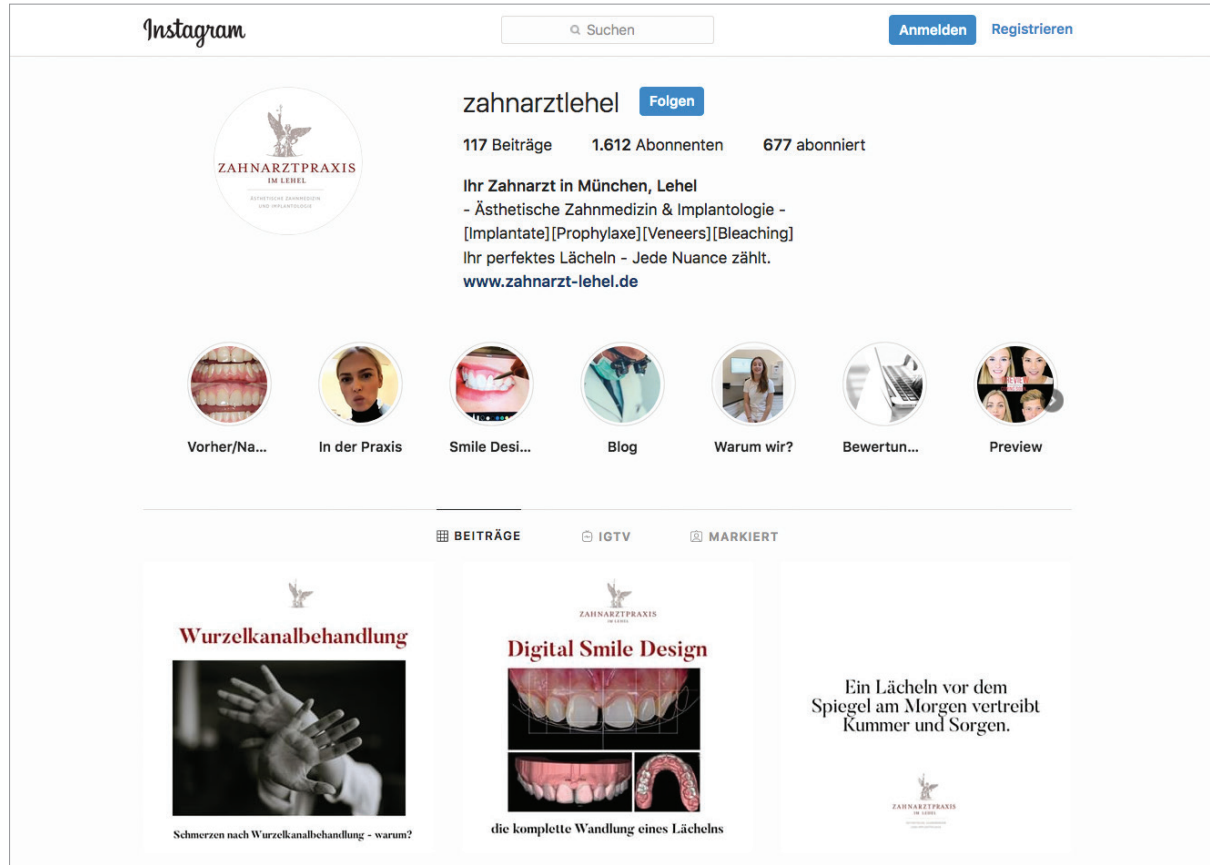 Instagram
Suchen
Anmelden
Registrieren
ZAHNARZTPRAXIS
IM LEHEL
ÄSTHETISCHE ZAHNMEDIZIN
UND IMPLANTOLOGIE
zahnarztlehel
Folgen
117 Beiträge 1.612 Abonnenten 677 abonniert
Ihr Zahnarzt in München, Lehel
- Ästhetische Zahnmedizin & Implantologie -
[Implantate][Prophylaxe][Veneers][Bleaching]
Ihr perfektes Lächeln - Jede Nuance zählt.
www.zahnarzt-lehel.de
Vorher/Na...
In der Praxis
Smile Desi...
Blog
Warum wir?
Bewertun...
Preview
BEITRÄGE
IGTV
MARKIERT
Wurzelkanalbehandlung
Schmerzen nach Wurzelkanalbehandlung - warum?
ZAHNARZTPRAXIS
IM LEHEL
Digital Smile Design
die komplette Wandlung eines Lächelns
Ein Lächeln vor dem
Spiegel am Morgen vertreibt
Kummer und Sorgen.
ZAHNARZTPRAXIS
IM LEHEL